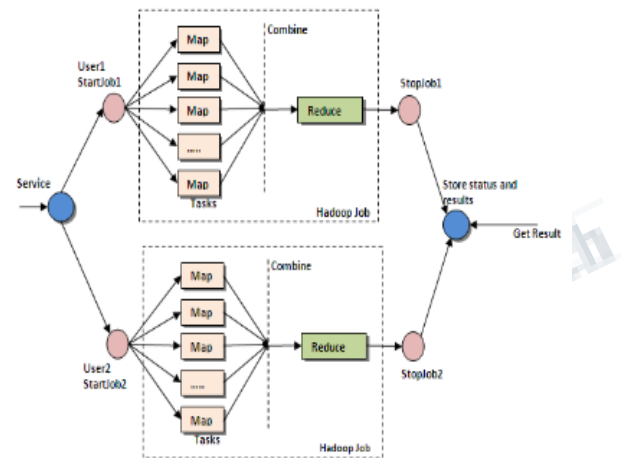 Map
Combine
User1
StartJob1
Map
StopJob1
Map
Reduce
.....
Service
Map
Tasks
Hadoop Job
Store status and
results
Get Result
Map
Combine
Map
Map
Reduce
User2
StartJob2
.....
StopJob2
Map
Tasks
Hadoop Job